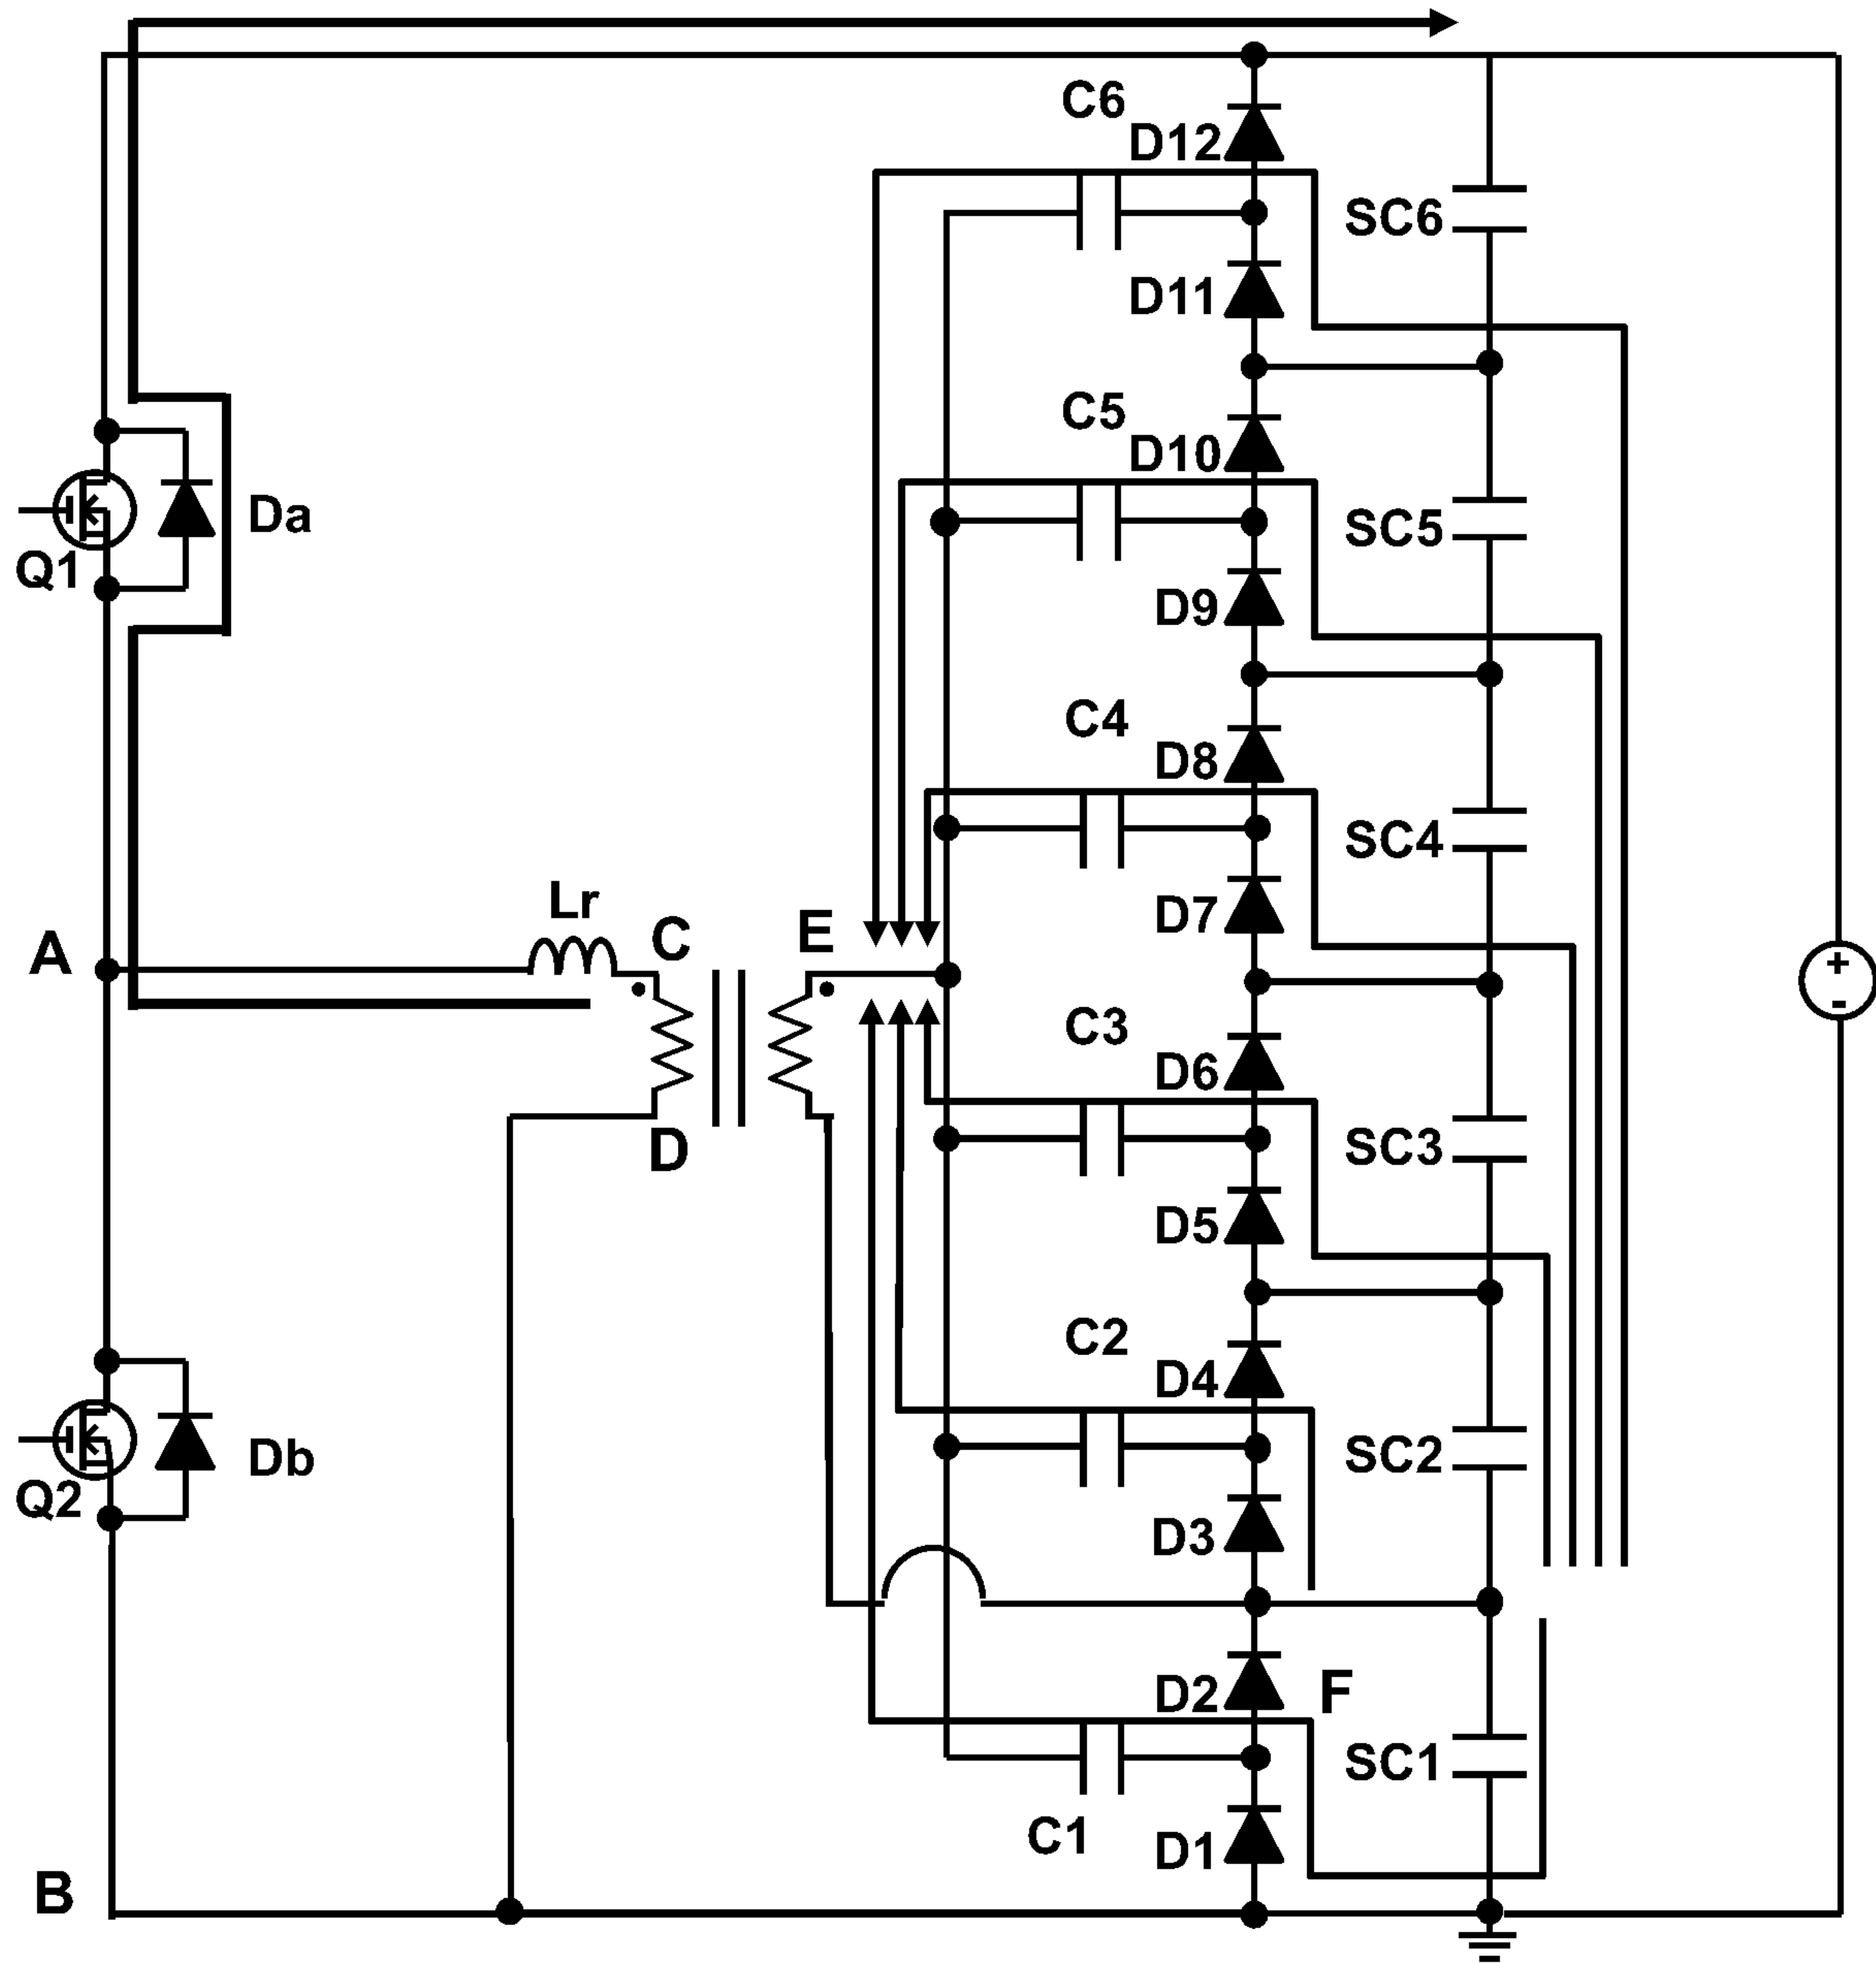 C6
D12
SC6
D11
C5
D10
Da
SC5
Q1
D9
C4
D8
SC4
Lr
D7
C
E
A
+
-
C3
D6
D
SC3
D5
C2
D4
Db
SC2
Q2
D3
D2
F
SC1
C1
D1
B